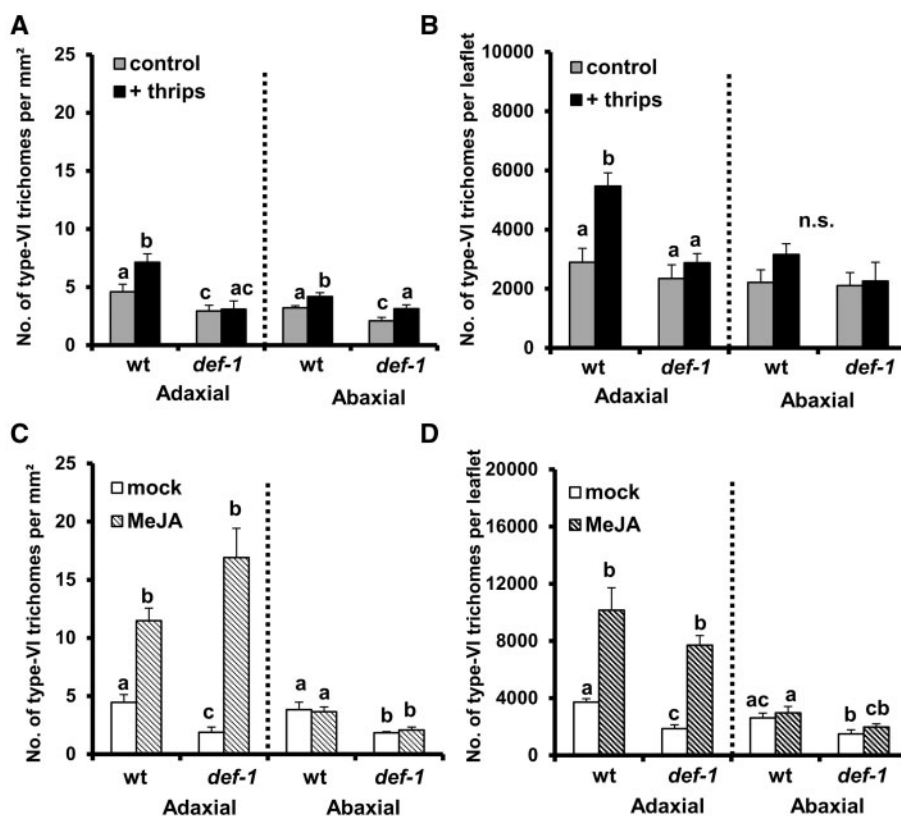 A
No. of type-VI trichomes per mm²
25
20
15
10
5
0
control
+ thrips
a
b
c
ac
a
b
c
a
wt
def-1
wt
def-1
Adaxial
Abaxial
B
No. of type-VI trichomes per leaflet
10000
8000
6000
4000
2000
0
control
+ thrips
a
b
a
a
n.s.
wt
def-1
wt
def-1
Adaxial
Abaxial
C
No. of type-VI trichomes per mm²
25
20
15
10
5
0
mock
MeJA
a
b
c
b
a
a
b
b
wt
def-1
wt
def-1
Adaxial
Abaxial
D
No. of type-VI trichomes per leaflet
20000
16000
12000
8000
4000
0
mock
MeJA
a
b
c
b
ac
a
b
cb
wt
def-1
wt
def-1
Adaxial
Abaxial